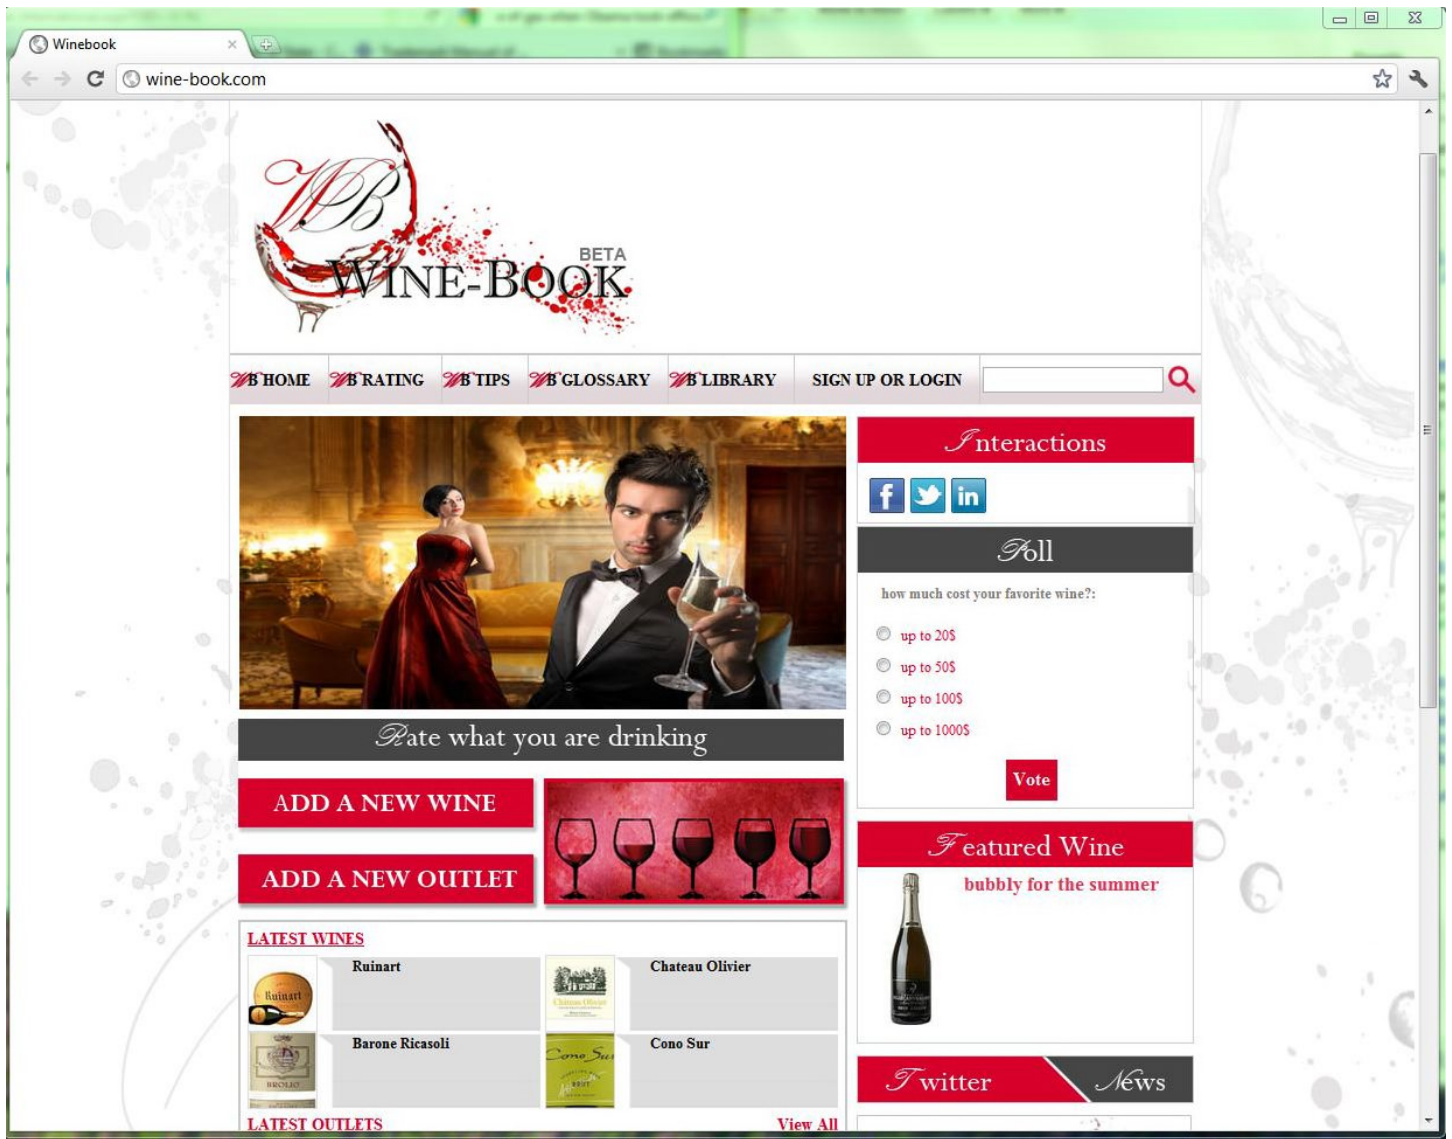 Winebook
wine-book.com
WB
BETA
WINE-BOOK
WB HOME
WB RATING
WB TIPS
WB GLOSSARY
WB LIBRARY
SIGN UP OR LOGIN
Interactions
Poll
how much cost your favorite wine?:
up to 20$
up to 50$
up to 100$
up to 1000$
Vote
Rate what you are drinking
ADD A NEW WINE
ADD A NEW OUTLET
Featured Wine
bubbly for the summer
LATEST WINES
Ruinart
Ruinart
Chateau Olivier
Château Olivier
Barone Ricasoli
BROLIO
Cono Sur
Cono Sur
BRUT
Twitter
News
LATEST OUTLETS
View All